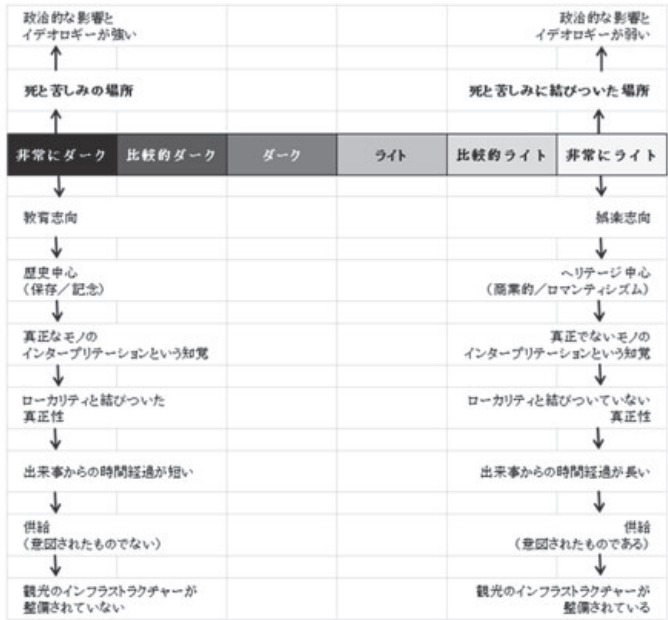 政治的な影響と
イデオロギーが強い
政治的な影響と
イデオロギーが弱い
死と苦しみの場所
死と苦しみに結びついた場所
非常にダーク
比較的ダーク
ダーク
ライト
比較的ライト
非常にライト
教育志向
娯楽志向
歴史中心
(保存/記念)
ヘリテージ中心
(商業的/ロマンティシズム)
真正なモノの
インタープリテーションという知覚
真正でないモノの
インタープリテーションという知覚
ローカリティと結びついた
真正性
ローカリティと結びついていない
真正性
出来事からの時間経過が短い
出来事からの時間経過が長い
供給
(意図されたものでない)
供給
(意図されたものである)
観光のインフラストラクチャーが
整備されていない
観光のインフラストラクチャーが
整備されている